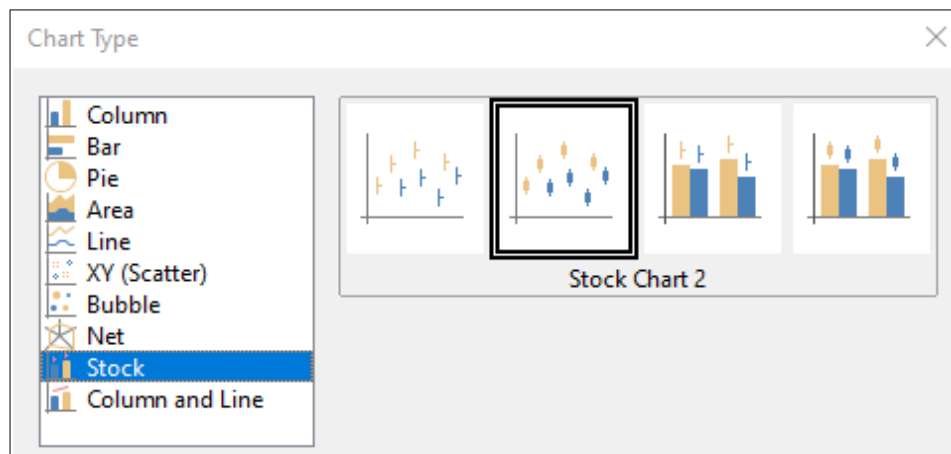 Chart Type
Column
Bar
Pie
Area
Line
XY (Scatter)
Bubble
Net
Stock
Column and Line
Stock Chart 2